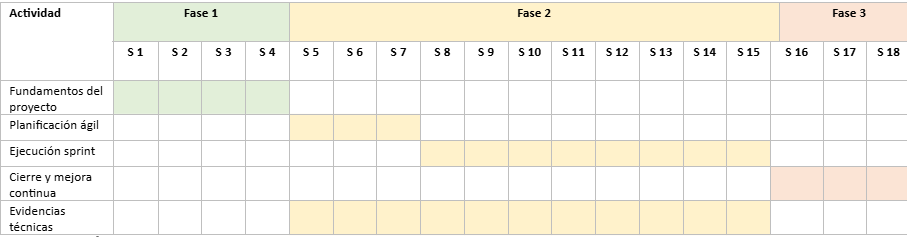 Actividad Fase 1 Fase 2 Fase 3
S 1 S 2 S 3 S 4 S 5 S 6 S 7 S 8 S 9 S 10 S 11 S 12 S 13 S 14 S 15 S 16 S 17 S 18
Fundamentos del
proyecto
Planificación ágil
Ejecución sprint
Cierre y mejora
continua
Evidencias
técnicas